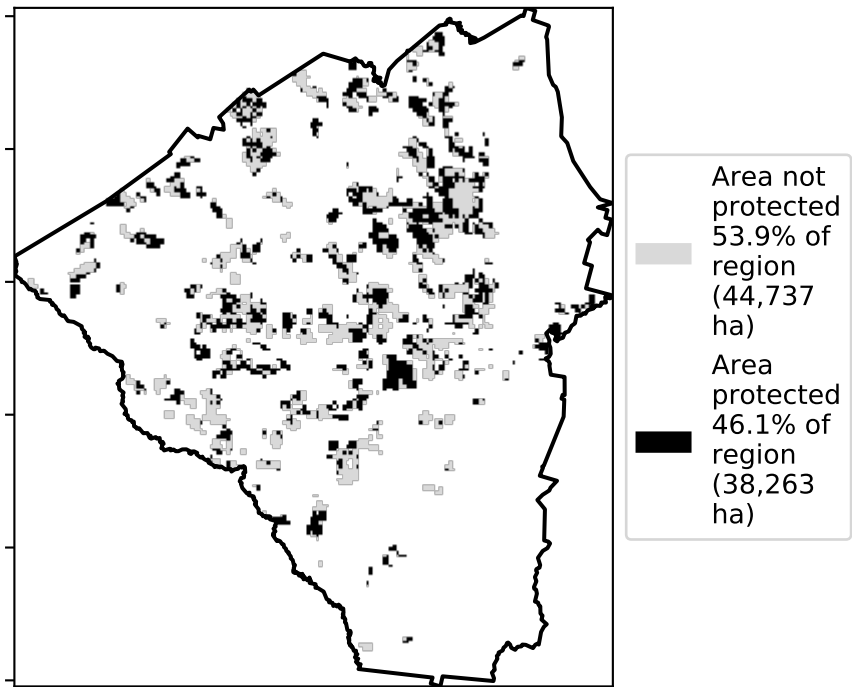 Area not
protected
53.9% of
region
(44,737
ha)
Area
protected
46.1% of
region
(38,263
ha)